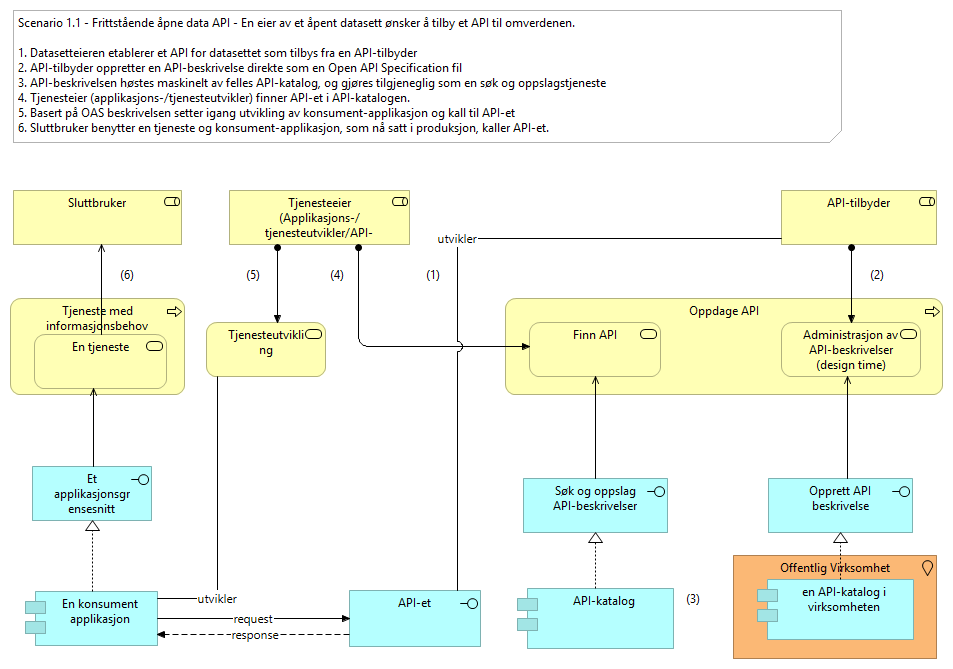 Scenario 1.1 - Frittstående åpne data API - En eier av et åpent datasett ønsker å tilby et API til omverdenen.
1. Datasetteieren etablerer et API for datasettet som tilbys fra en API-tilbyder
2. API-tilbyder oppretter en API-beskrivelse direkte som en Open API Specification fil
3. API-beskrivelsen høstes maskinelt av felles API-katalog, og gjøres tilgjengelig som en søk og oppslagstjeneste
4. Tjenesteier (applikasjons-/tjenesteutvikler) finner API-et i API-katalogen.
5. Basert på OAS beskrivelsen setter igang utvikling av konsument-applikasjon og kall til API-et
6. Sluttbruker benytter en tjeneste og konsument-applikasjon, som nå satt i produksjon, kaller API-et.
Sluttbruker
Tjenesteeier
(Applikasjons-/
tjenesteutvikler/API-
API-tilbyder
utvikler
(6)
(5)
(4)
(1)
(2)
Tjeneste med
informasjonsbehov
En tjeneste
Tjenesteutvikli
ng
Oppdage API
Finn API
Administrasjon av
API-beskrivelser
(design time)
Et
applikasjonsgr
ensesnitt
Søk og oppslag
API-beskrivelser
Opprett API
beskrivelse
Offentlig Virksomhet
en API-katalog i
virksomheten
En konsument
applikasjon
utvikler
request
response
API-et
API-katalog
(3)